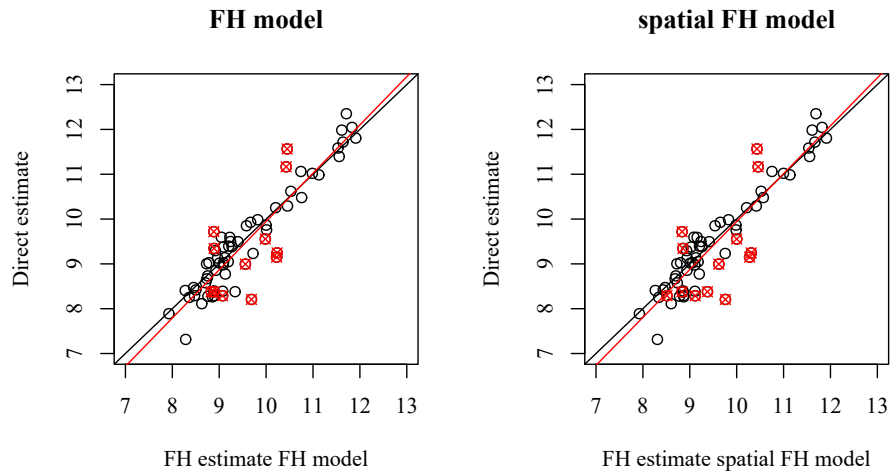 FH model
spatial FH model
Direct estimate
13
12
11
10
9
8
7
7 8 9 10 11 12 13
FH estimate FH model
Direct estimate
13
12
11
10
9
8
7
7 8 9 10 11 12 13
FH estimate spatial FH model